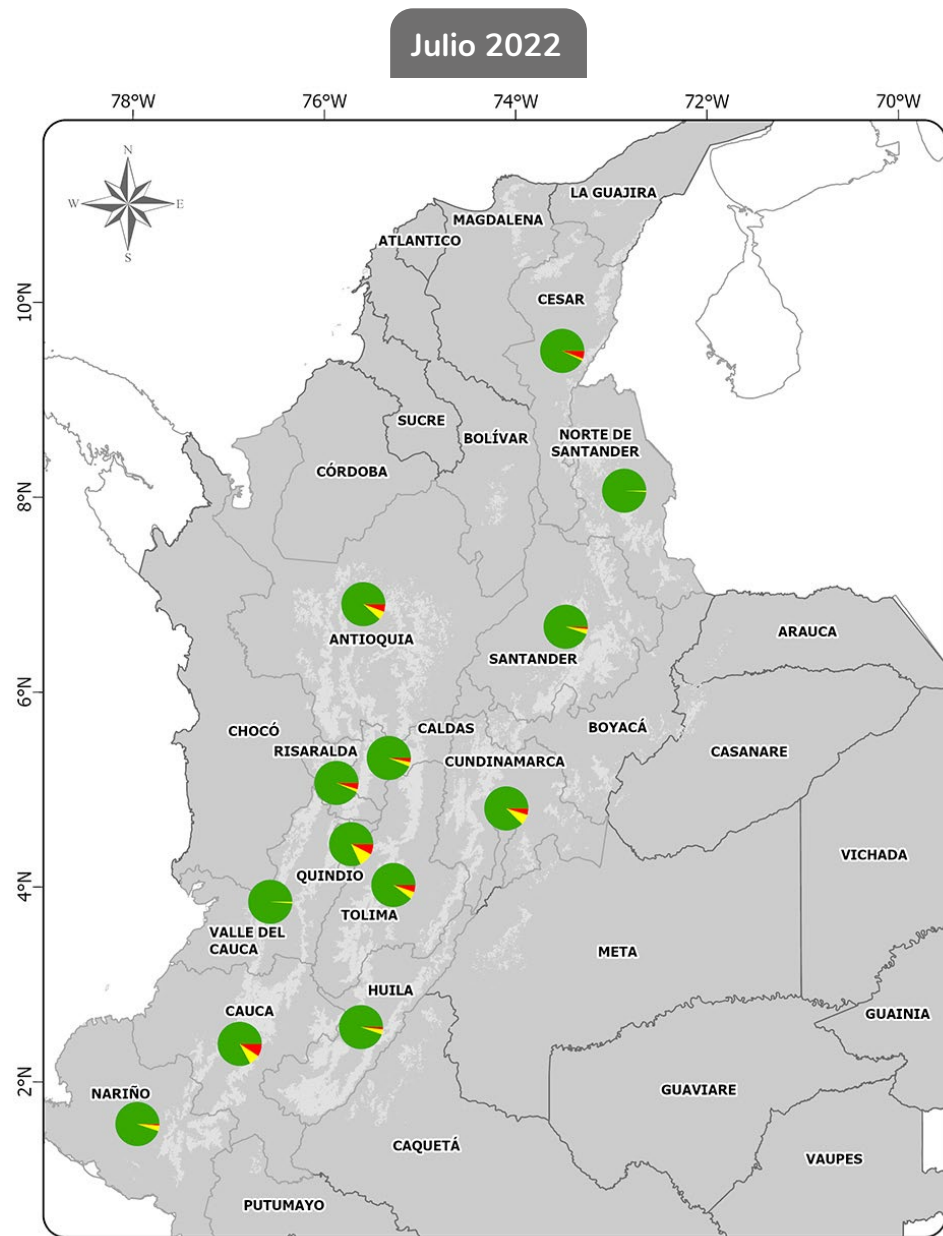 Julio 2022
78°W
76°W
74°W
72°W
70°W
N
W
E
S
10°N
8°N
6°N
4°N
2°N
LA GUAJIRA
MAGDALENA
ATLANTICO
CESAR
SUCRE
BOLÍVAR
NORTE DE
SANTANDER
CÓRDOBA
ANTIOQUIA
SANTANDER
ARAUCA
CHOCÓ
CALDAS
BOYACÁ
RISARALDA
CUNDINAMARCA
CASANARE
VICHADA
QUINDIO
TOLIMA
VALLE DEL
CAUCA
META
HUILA
CAUCA
GUAINIA
NARIÑO
GUAVIARE
CAQUETÁ
VAUPES
PUTUMAYO